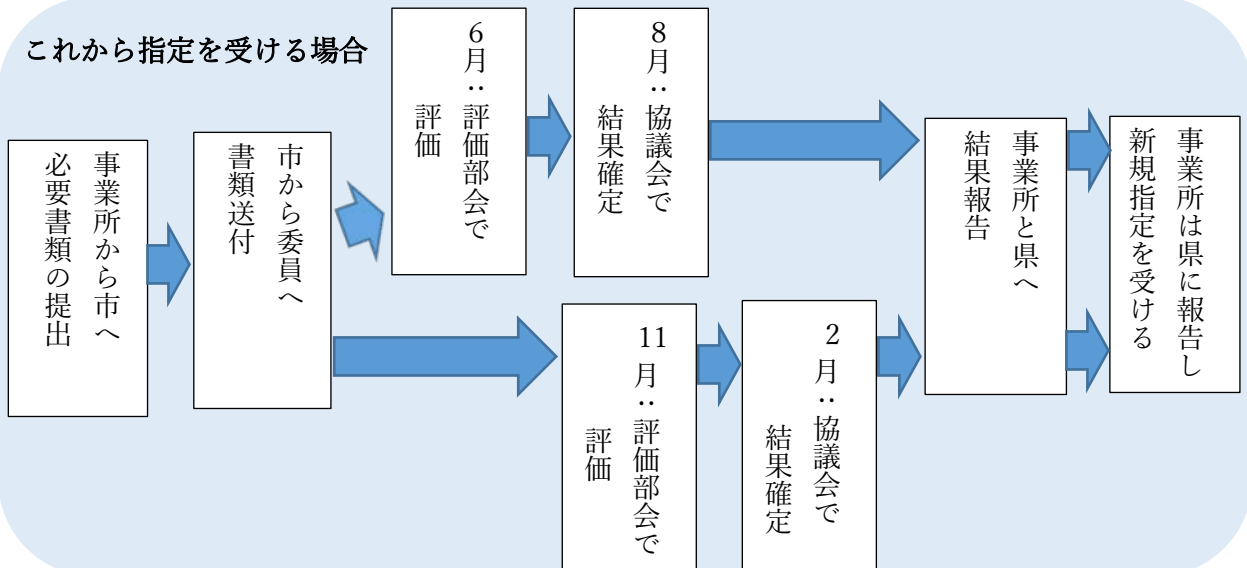 これから指定を受ける場合
事業所から市へ
必要書類の提出
市から委員へ
書類送付
6月：評価部会で
評価
8月：協議会で
結果確定
11月：評価部会で
評価
2月：協議会で
結果確定
事業所と県へ
結果報告
事業所は県に報告し
新規指定を受ける